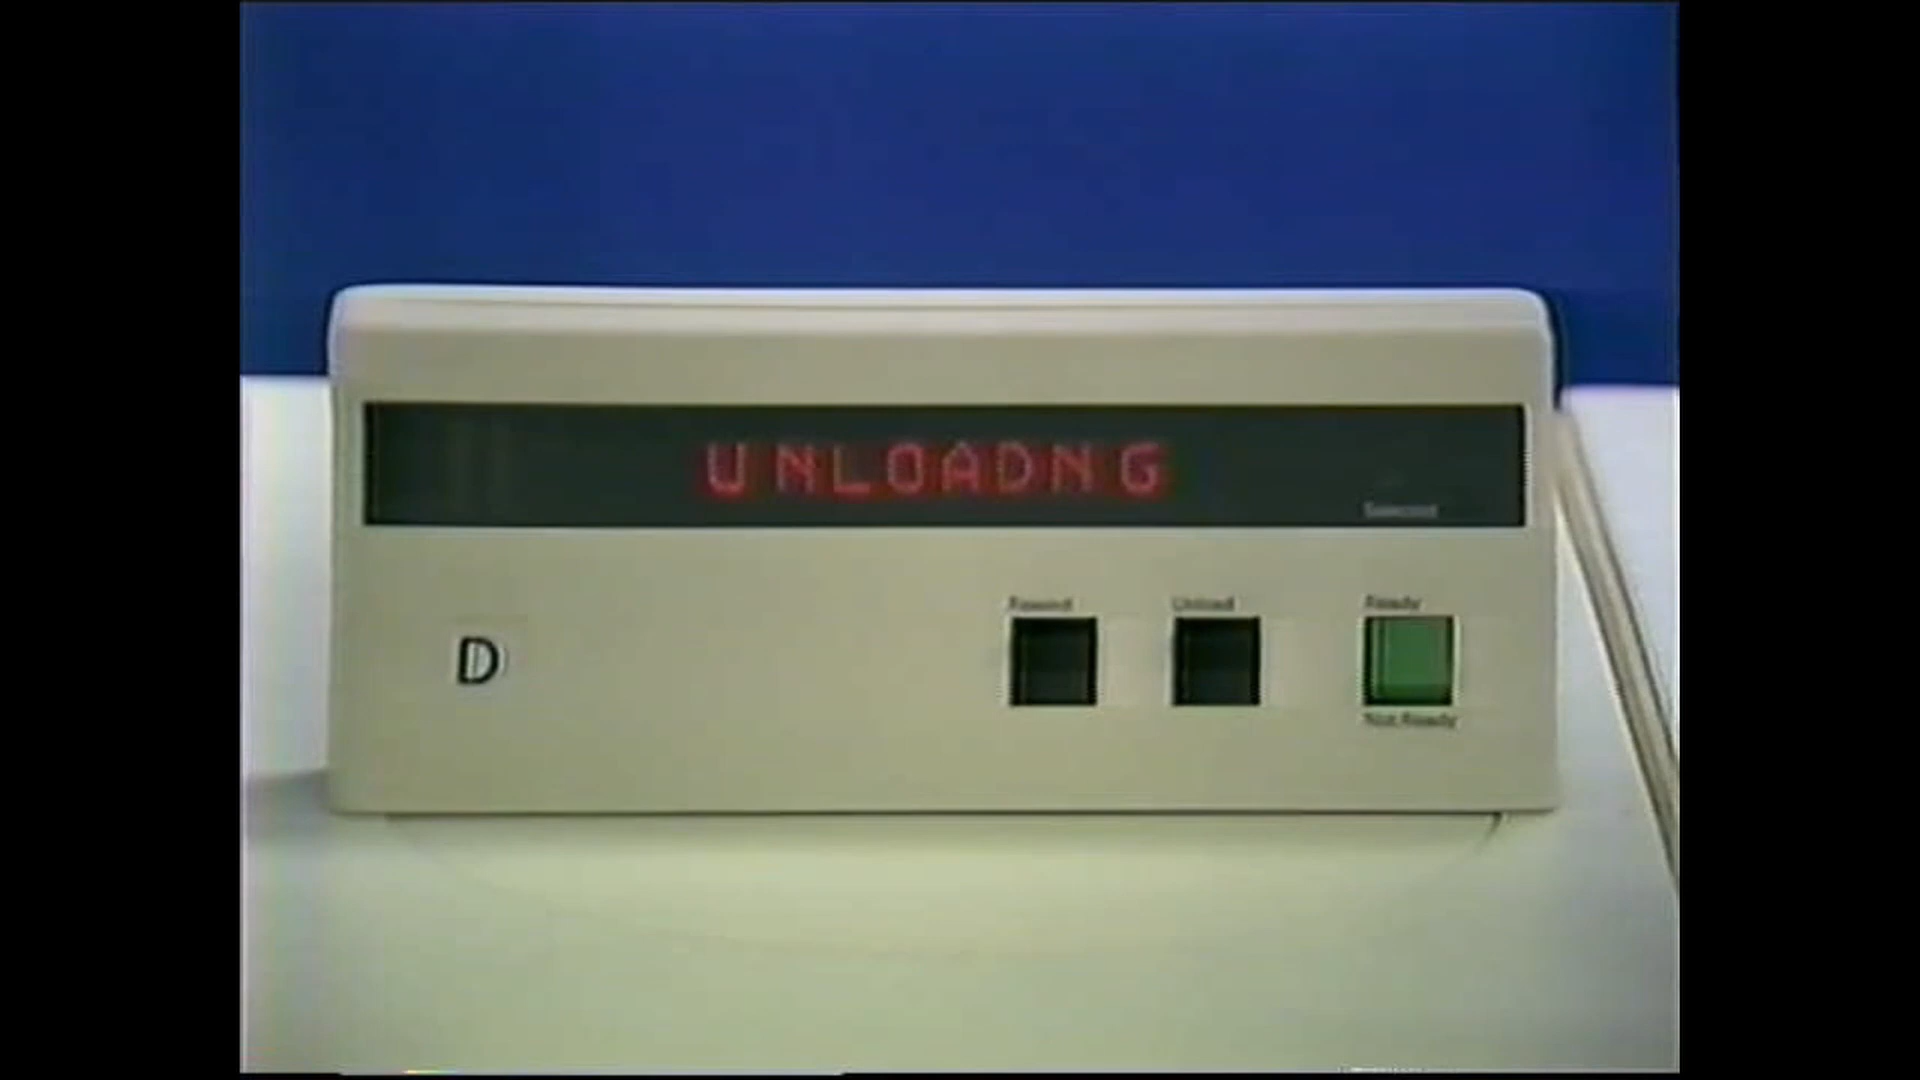 UNLOADNG
Selected
Rewind
Unload
Ready
D
Not Ready